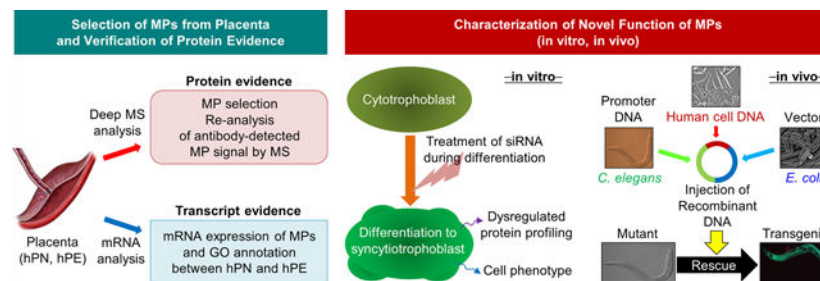 Selection of MPs from Placenta
and Verification of Protein Evidence
Protein evidence
Deep MS
analysis
MP selection
Re-analysis
of antibody-detected
MP signal by MS
Placenta
(hPN, hPE)
mRNA
analysis
Transcript evidence
mRNA expression of MPs
and GO annotation
between hPN and hPE
Characterization of Novel Function of MPs
(in vitro, in vivo)
–in vitro–
Cytotrophoblast
Treatment of siRNA
during differentiation
Differentiation to
syncytiotrophoblast
Dysregulated
protein profiling
Cell phenotype
–in vivo–
Promoter
DNA
Human cell DNA
Vector
C. elegans
E. coli
Injection of
Recombinant
DNA
Mutant
Rescue
Transgenic